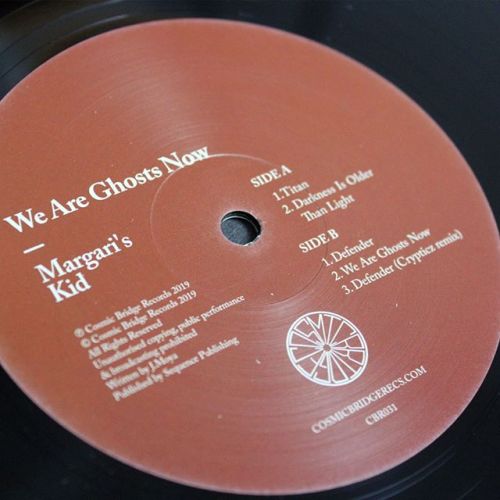 We Are Ghosts Now
—
Margari's
Kid
℗ Cosmic Bridge Records 2019
© Cosmic Bridge Records 2019
All Rights Reserved
Unauthorised copying, public performance
& broadcasting prohibited
Written by J.Moya
Published by Sequence Publishing
SIDE A
1. Titan
2. Darkness Is Older
Than Light
SIDE B
1. Defender
2. We Are Ghosts Now
3. Defender (Crypticz remix)
COSMICBRIDGERECS.COM
CBR031